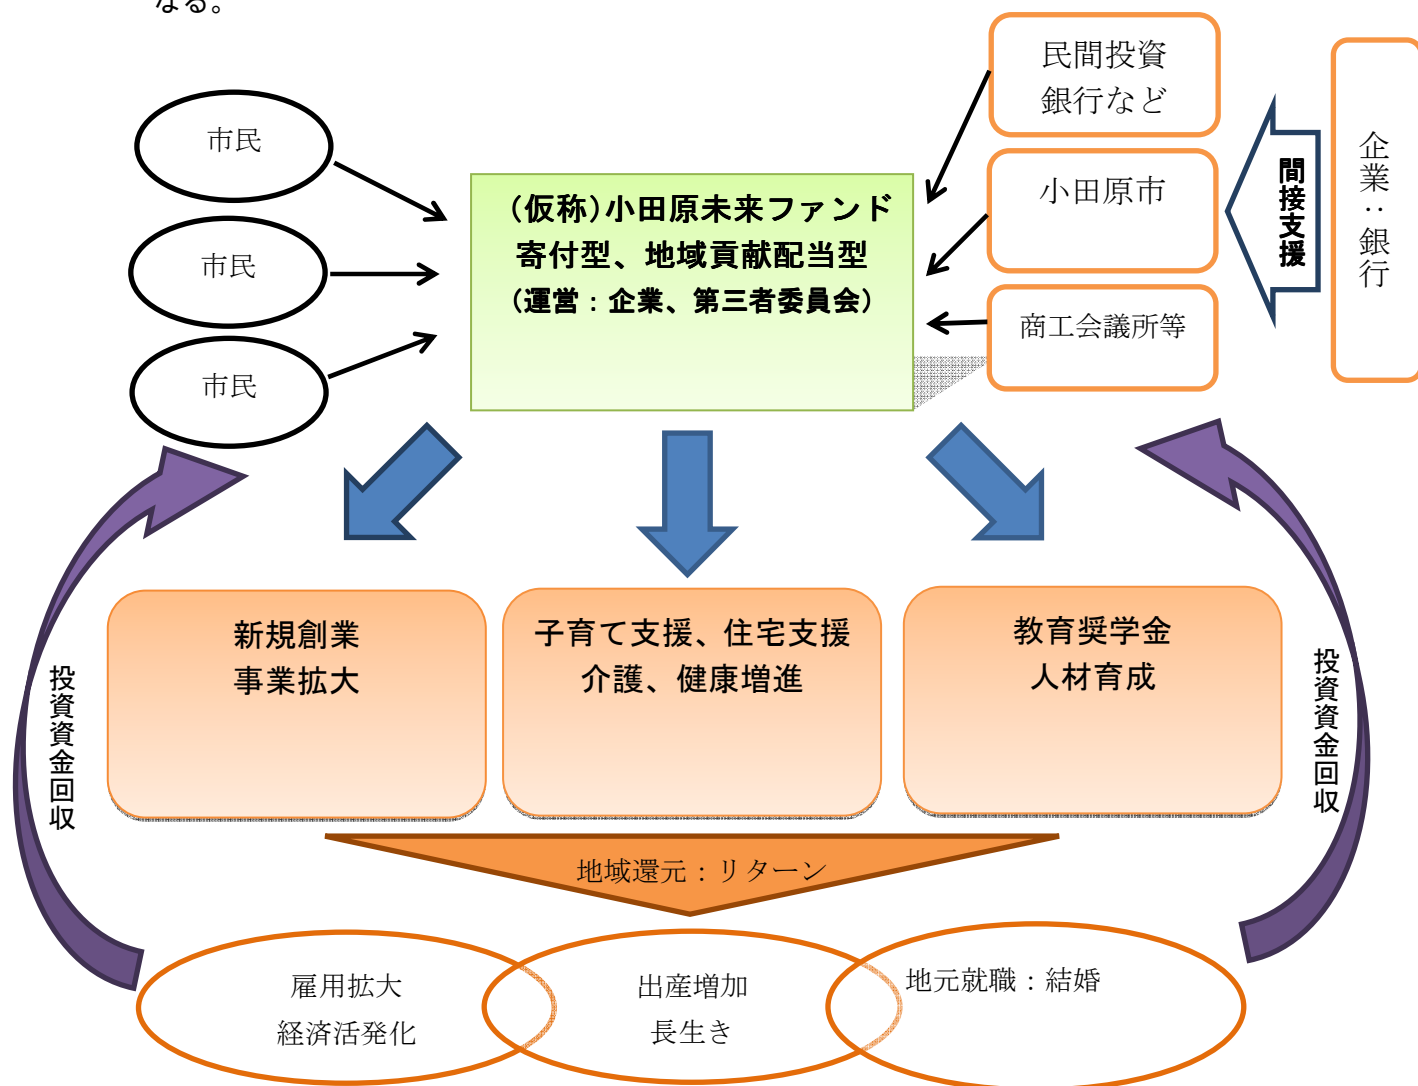 なる。
市民
市民
市民
(仮称)小田原未来ファンド
寄付型、地域貢献配当型
(運営：企業、第三者委員会)
民間投資
銀行など
小田原市
商工会議所等
間接支援
企業：銀行
新規創業
事業拡大
子育て支援、住宅支援
介護、健康増進
教育奨学金
人材育成
投資資金回収
投資資金回収
地域還元：リターン
雇用拡大
経済活発化
出産増加
長生き
地元就職：結婚